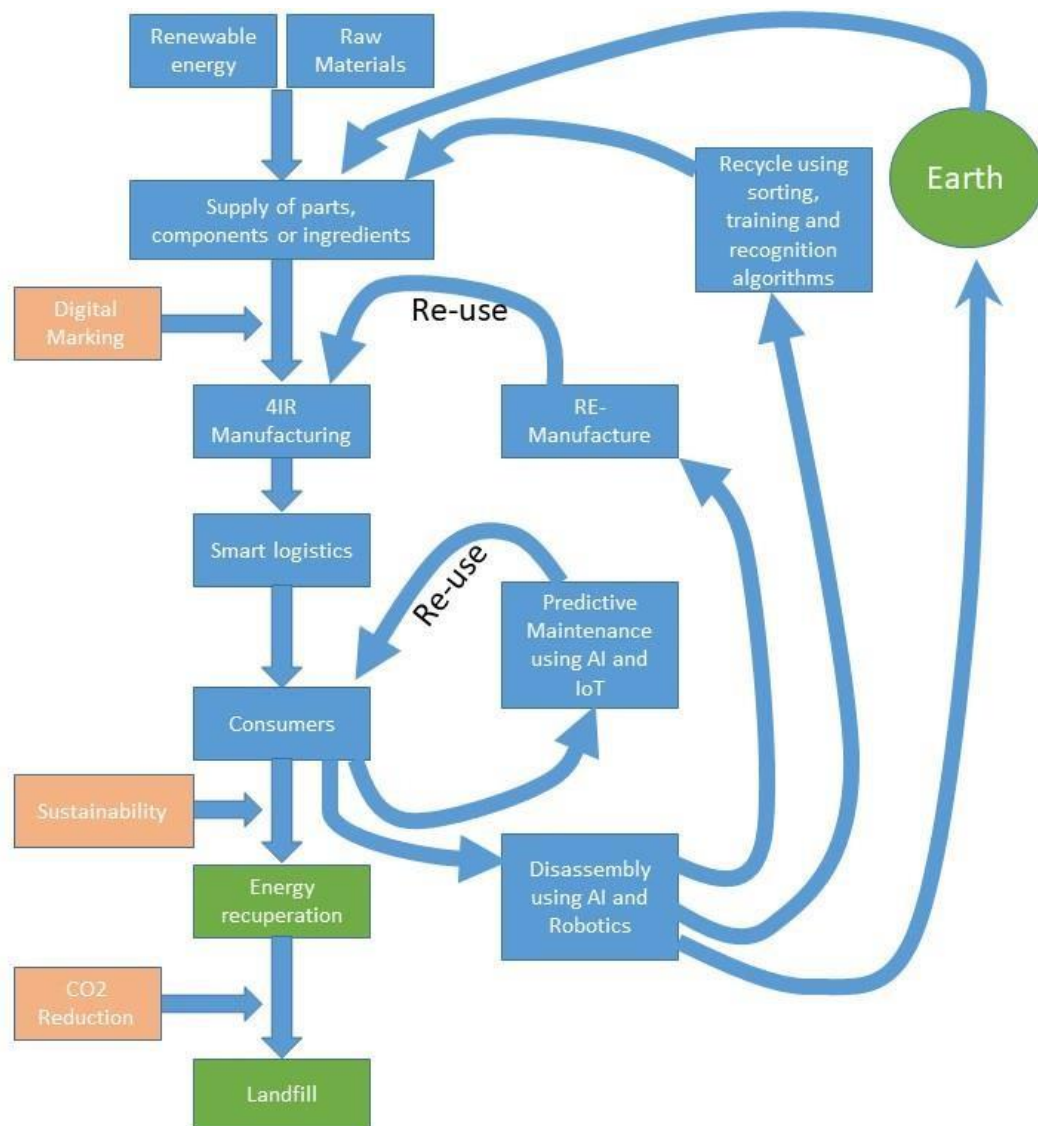 Renewable
energy
Raw
Materials
Earth
Recycle using
sorting,
training and
recognition
algorithms
Supply of parts,
components or ingredients
Digital
Marking
Re-use
4IR
Manufacturing
RE-
Manufacture
Smart logistics
Re-use
Predictive
Maintenance
using AI and
IoT
Consumers
Sustainability
Disassembly
using AI and
Robotics
Energy
recuperation
CO2
Reduction
Landfill